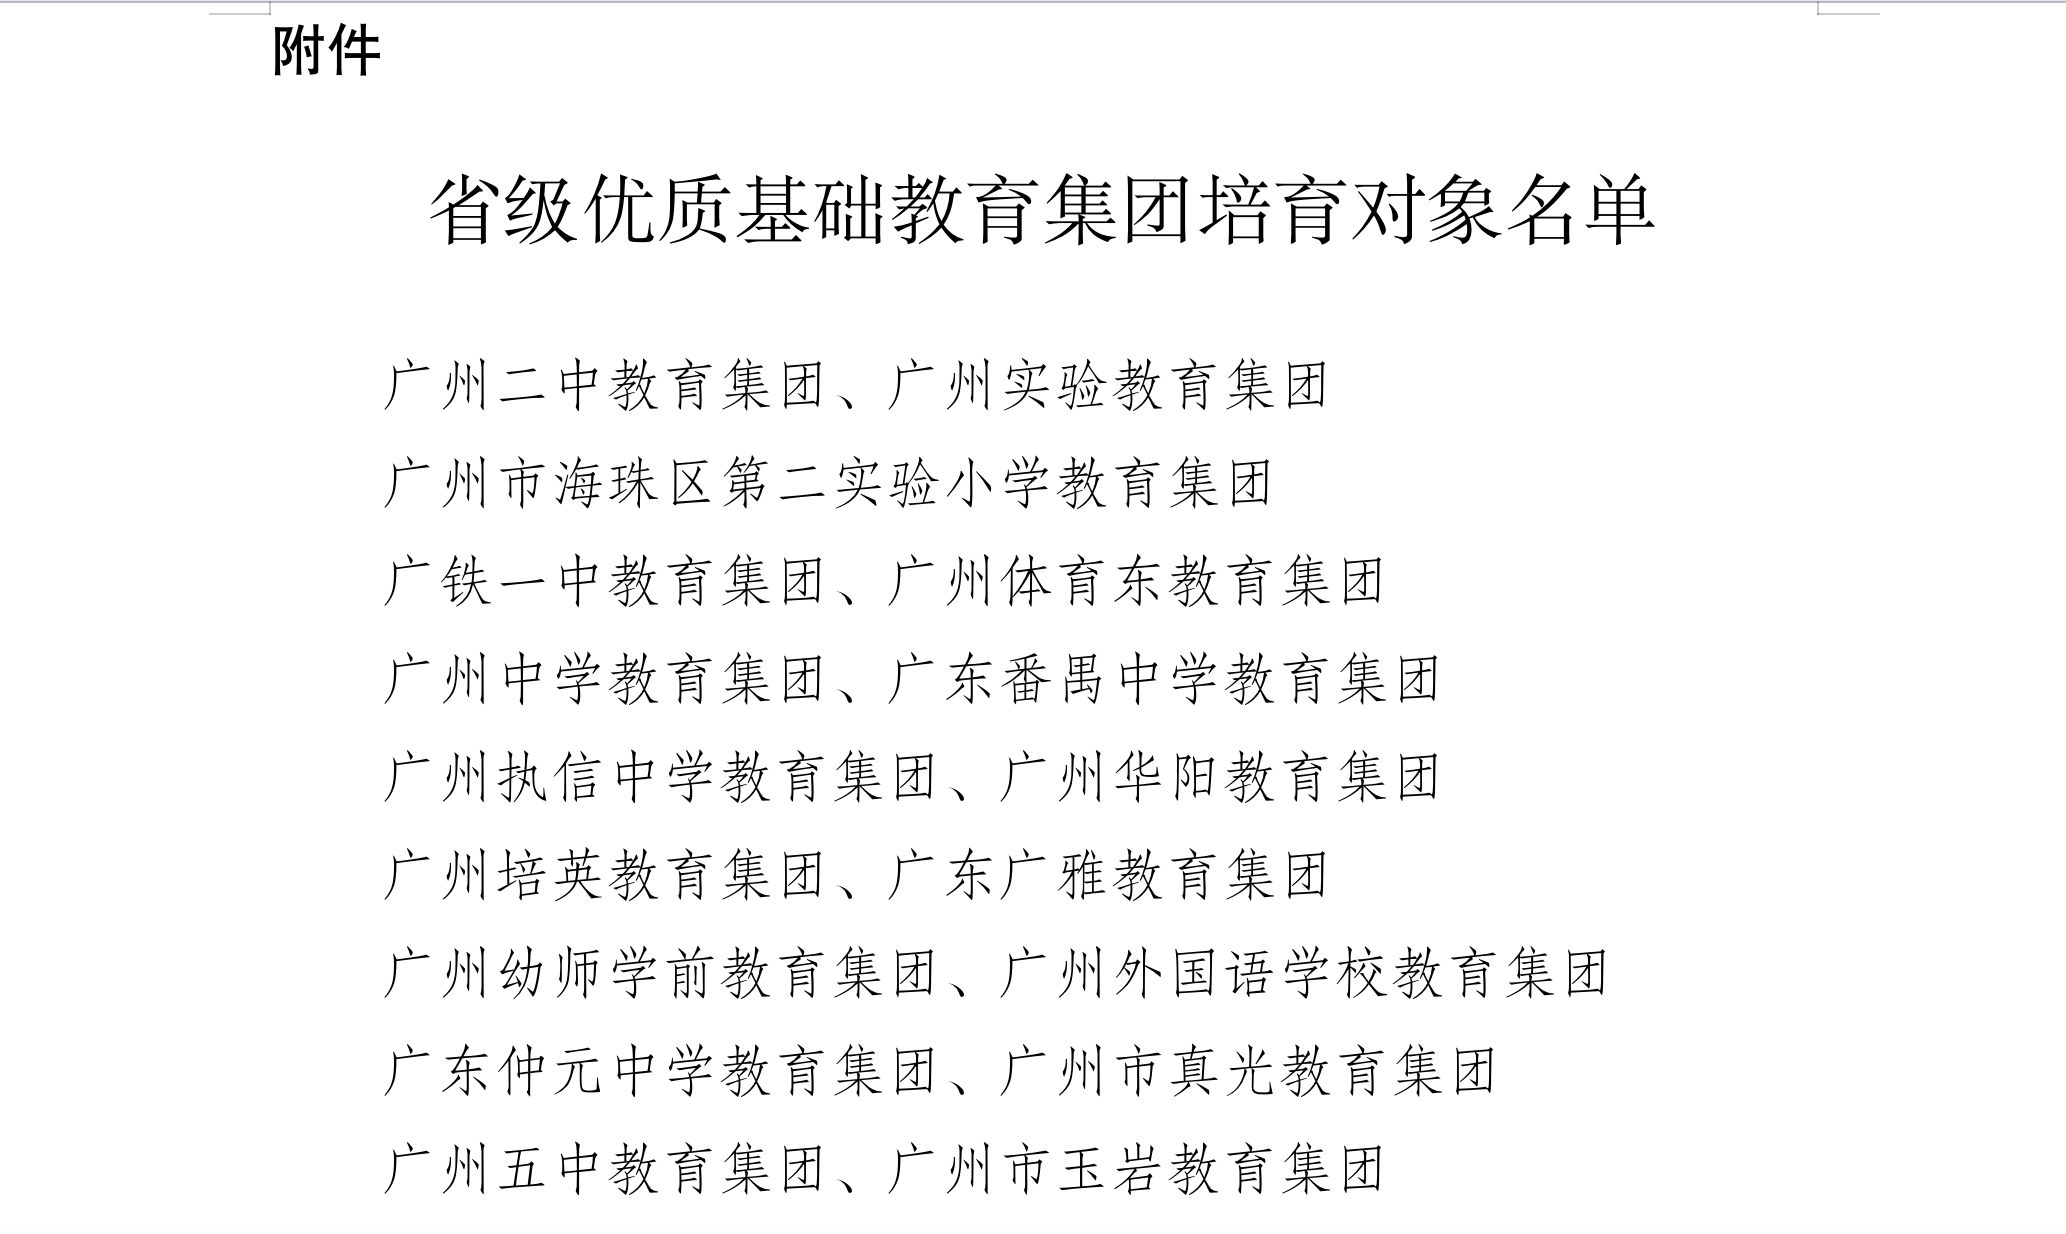 附件
省级优质基础教育集团培育对象名单
广州二中教育集团、广州实验教育集团
广州市海珠区第二实验小学教育集团
广铁一中教育集团、广州体育东教育集团
广州中学教育集团、广东番禺中学教育集团
广州执信中学教育集团、广州华阳教育集团
广州培英教育集团、广东广雅教育集团
广州幼师学前教育集团、广州外国语学校教育集团
广东仲元中学教育集团、广州市真光教育集团
广州五中教育集团、广州市玉岩教育集团